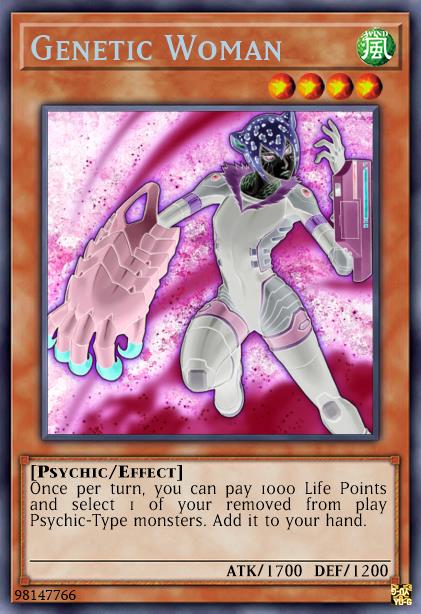 GENETIC WOMAN
WIND
風
[PSYCHIC/EFFECT]
Once per turn, you can pay 1000 Life Points
and select 1 of your removed from play
Psychic-Type monsters. Add it to your hand.
ATK/1700 DEF/1200
98147766